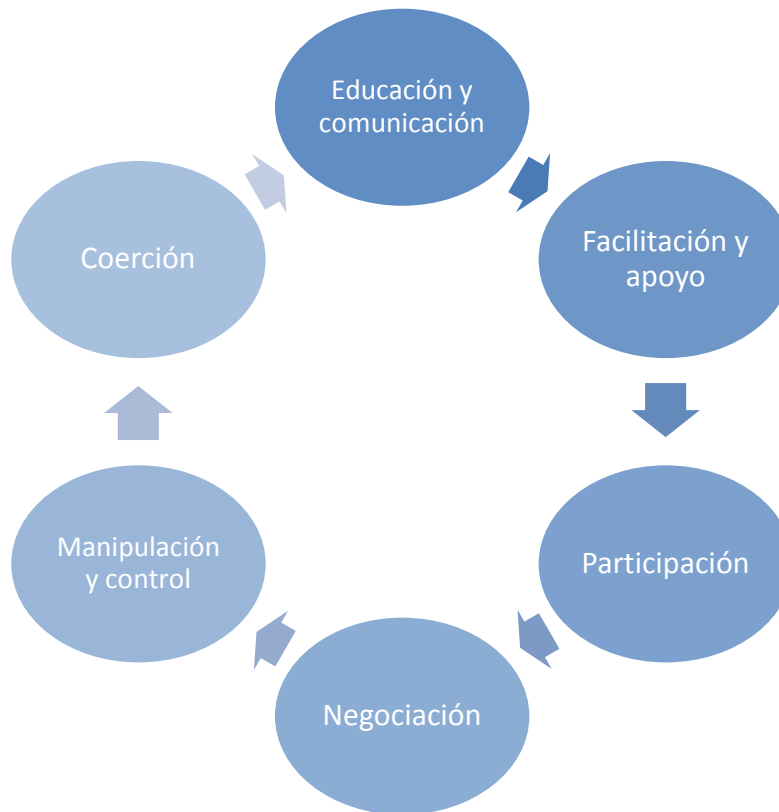 Educación y
comunicación
Facilitación y
apoyo
Participación
Negociación
Manipulación
y control
Coerción